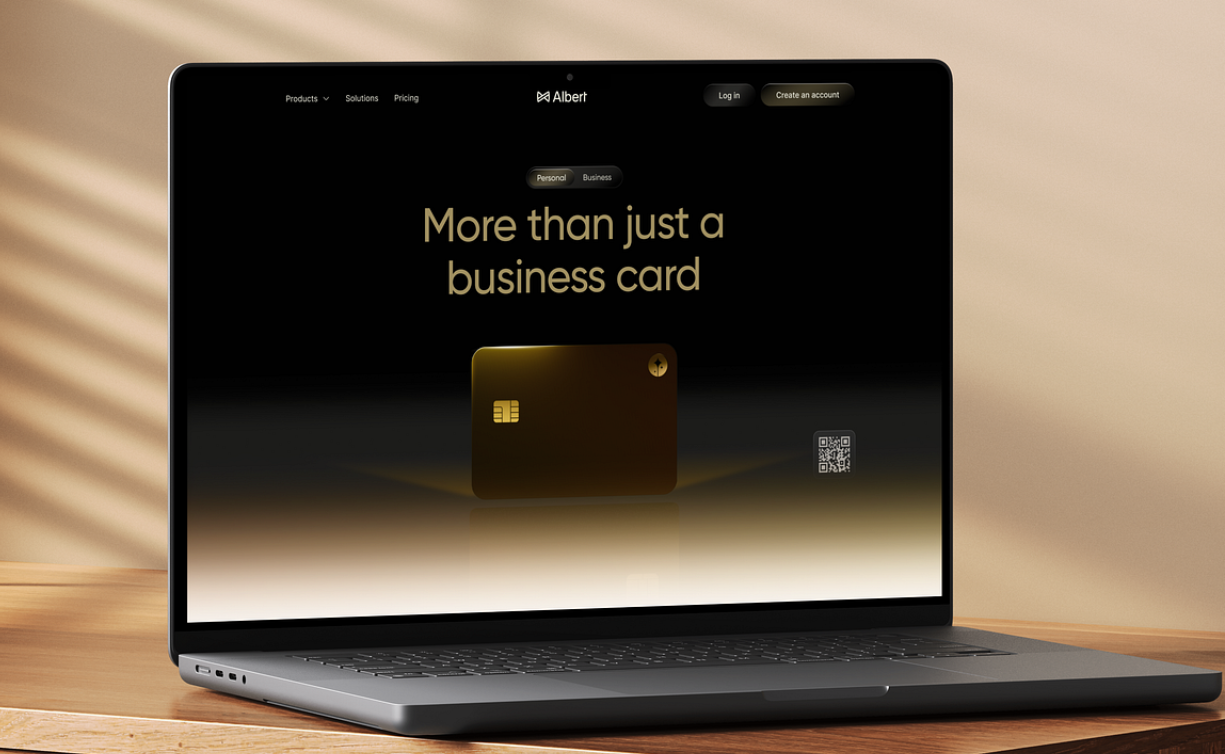 Products
Solutions
Pricing
Albert
Log in
Create an account
Personal
Business
More than just a
business card